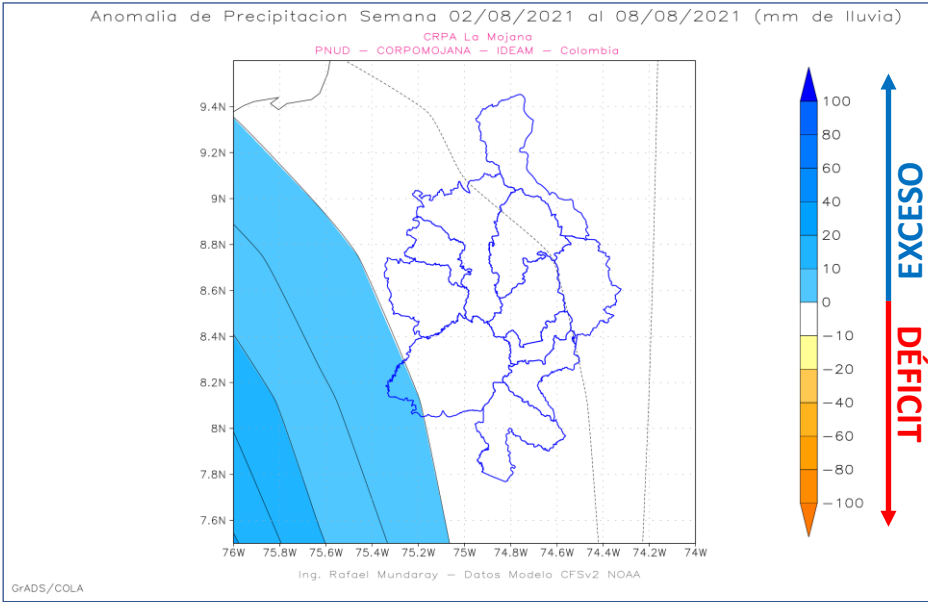 Anomalia de Precipitacion Semana 02/08/2021 al 08/08/2021 (mm de lluvia)
CRPA La Mojana
PNUD – CORPOMOJANA – IDEAM – Colombia
9.4N
9.2N
9N
8.8N
8.6N
8.4N
8.2N
8N
7.8N
7.6N
76W 75.8W 75.6W 75.4W 75.2W 75W 74.8W 74.6W 74.4W 74.2W 74W
100
80
60
40
20
10
0
−10
−20
−40
−60
−80
−100
EXCESO
DÉFICIT
Ing. Rafael Mundaray – Datos Modelo CFSv2 NOAA
GrADS/COLA